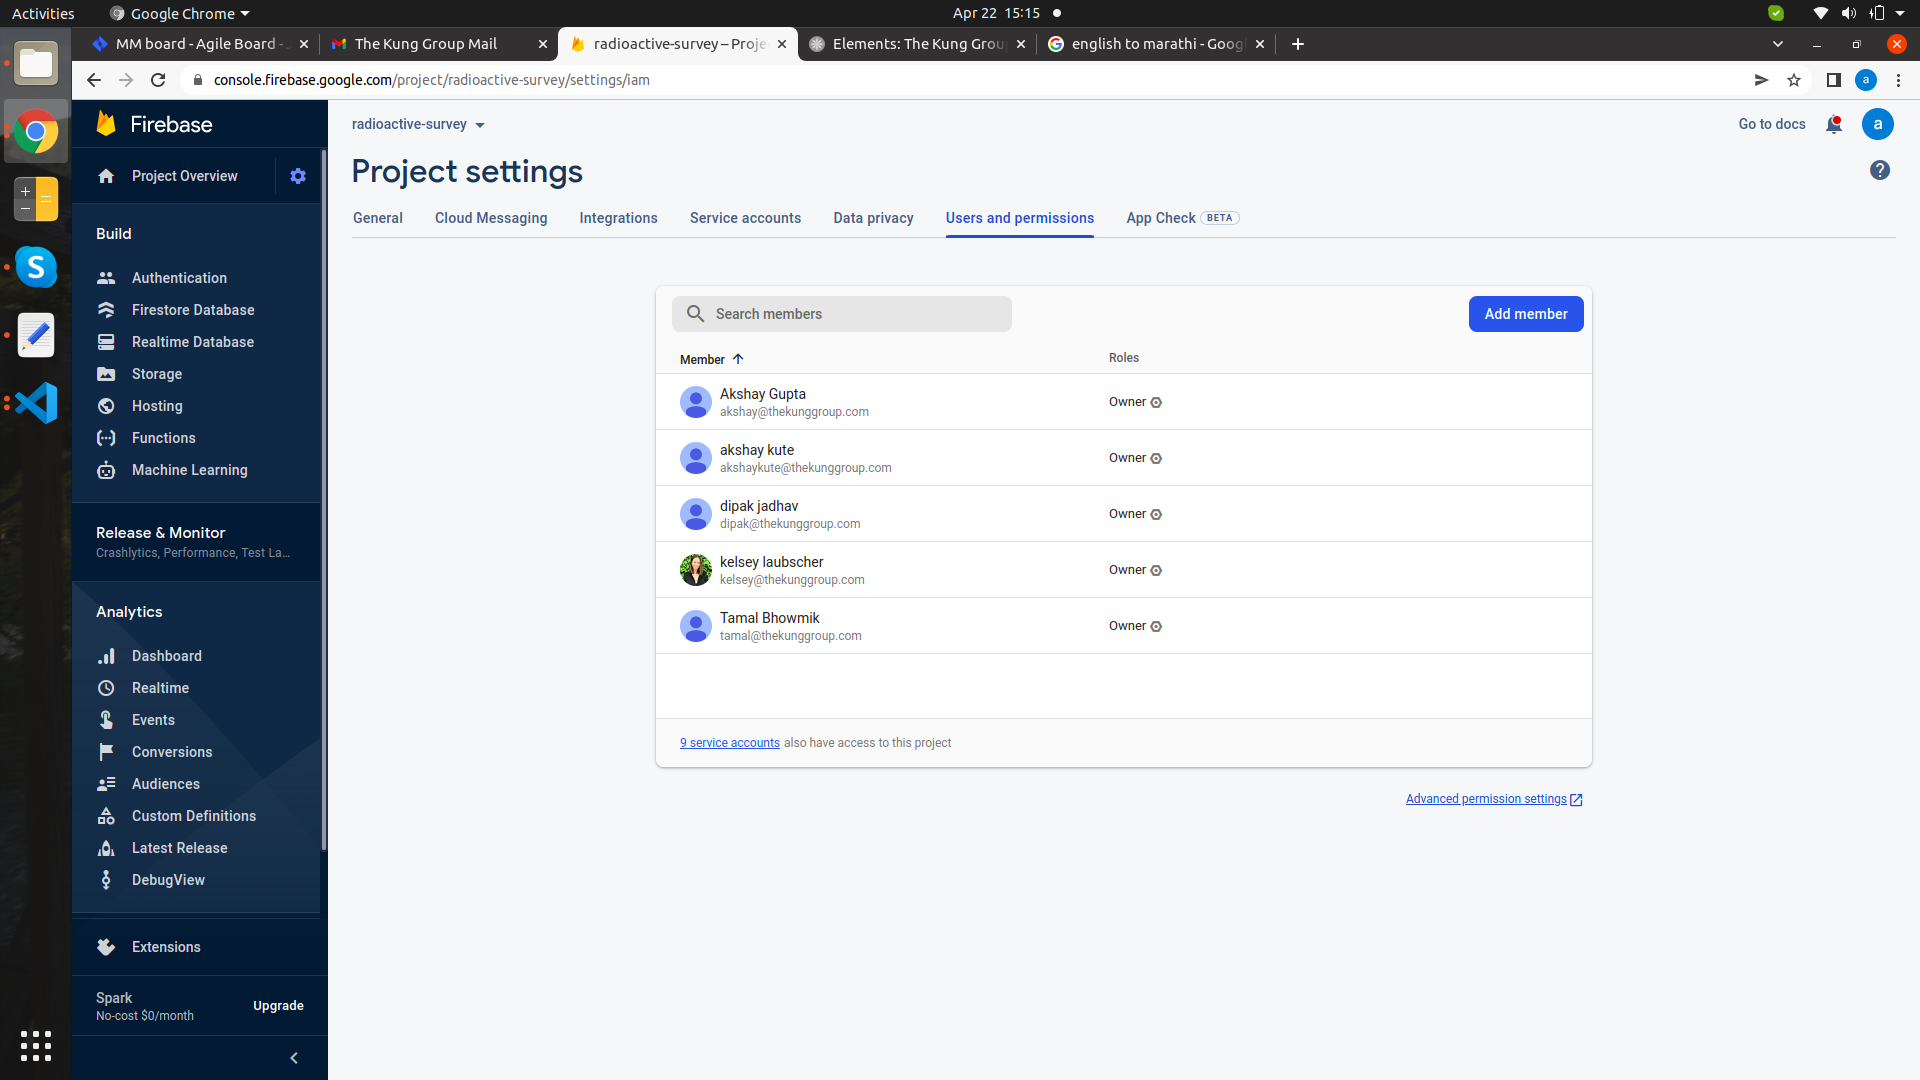 Activities
Google Chrome
Apr 22 15:15
MM board - Agile Board -
The Kung Group Mail
radioactive-survey – Proje
Elements: The Kung Grou
english to marathi - Goog
console.firebase.google.com/project/radioactive-survey/settings/iam
a
Firebase
radioactive-survey
Go to docs
a
Project Overview
Project settings
General
Cloud Messaging
Integrations
Service accounts
Data privacy
Users and permissions
App Check BETA
Build
Authentication
Firestore Database
Realtime Database
Storage
Hosting
Functions
Machine Learning
Release & Monitor
Crashlytics, Performance, Test La...
Analytics
Dashboard
Realtime
Events
Conversions
Audiences
Custom Definitions
Latest Release
DebugView
Extensions
Spark
No-cost $0/month
Upgrade
Search members
Add member
Member
Roles
Akshay Gupta
akshay@thekunggroup.com
Owner
akshay kute
akshaykute@thekunggroup.com
Owner
dipak jadhav
dipak@thekunggroup.com
Owner
kelsey laubscher
kelsey@thekunggroup.com
Owner
Tamal Bhowmik
tamal@thekunggroup.com
Owner
9 service accounts also have access to this project
Advanced permission settings